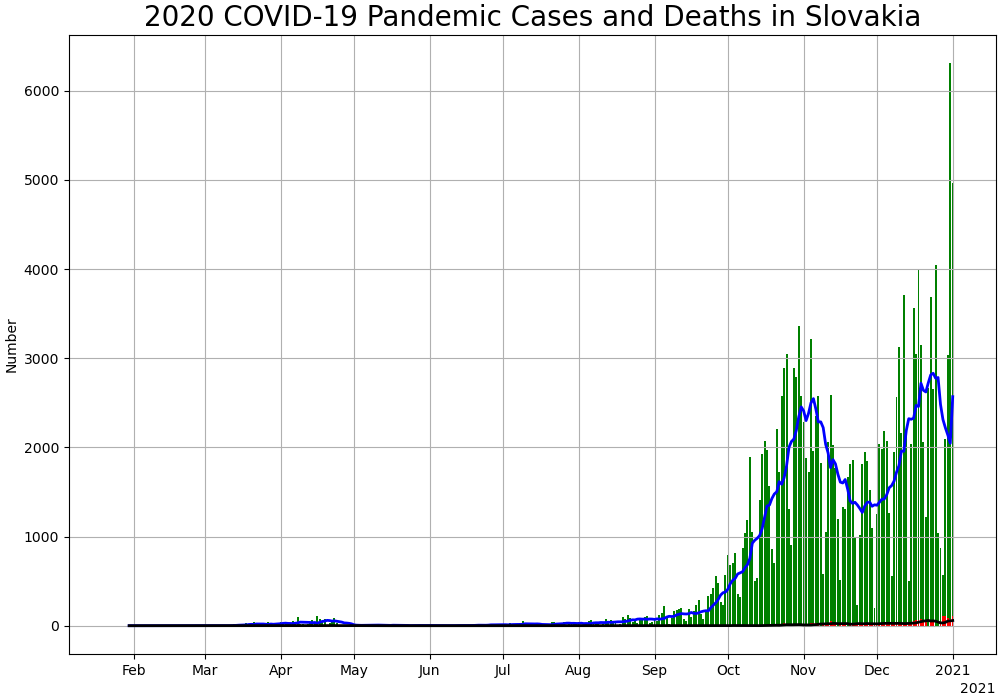 2020 COVID-19 Pandemic Cases and Deaths in Slovakia
Number
6000
5000
4000
3000
2000
1000
0
Feb Mar Apr May Jun Jul Aug Sep Oct Nov Dec 2021
2021